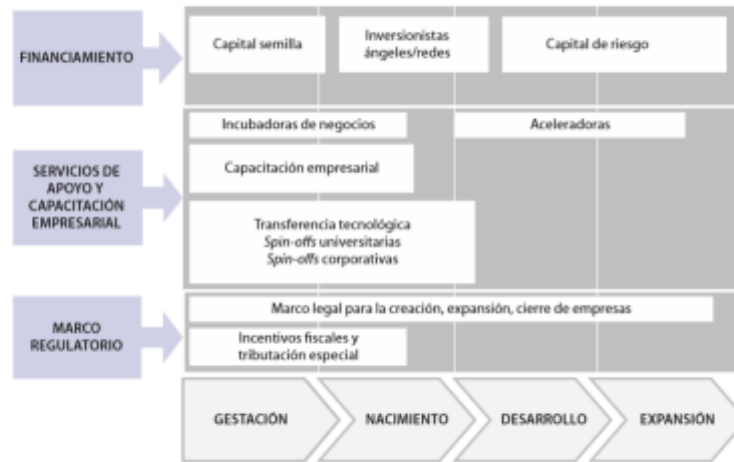 FINANCIAMIENTO
Capital semilla
Inversionistas
ángeles/redes
Capital de riesgo
SERVICIOS DE
APOYO Y
CAPACITACIÓN
EMPRESARIAL
Incubadoras de negocios
Aceleradoras
Capacitación empresarial
Transferencia tecnológica
Spin-offs universitarias
Spin-offs corporativas
MARCO
REGULATORIO
Marco legal para la creación, expansión, cierre de empresas
Incentivos fiscales y
tributación especial
GESTACIÓN
NACIMIENTO
DESARROLLO
EXPANSIÓN